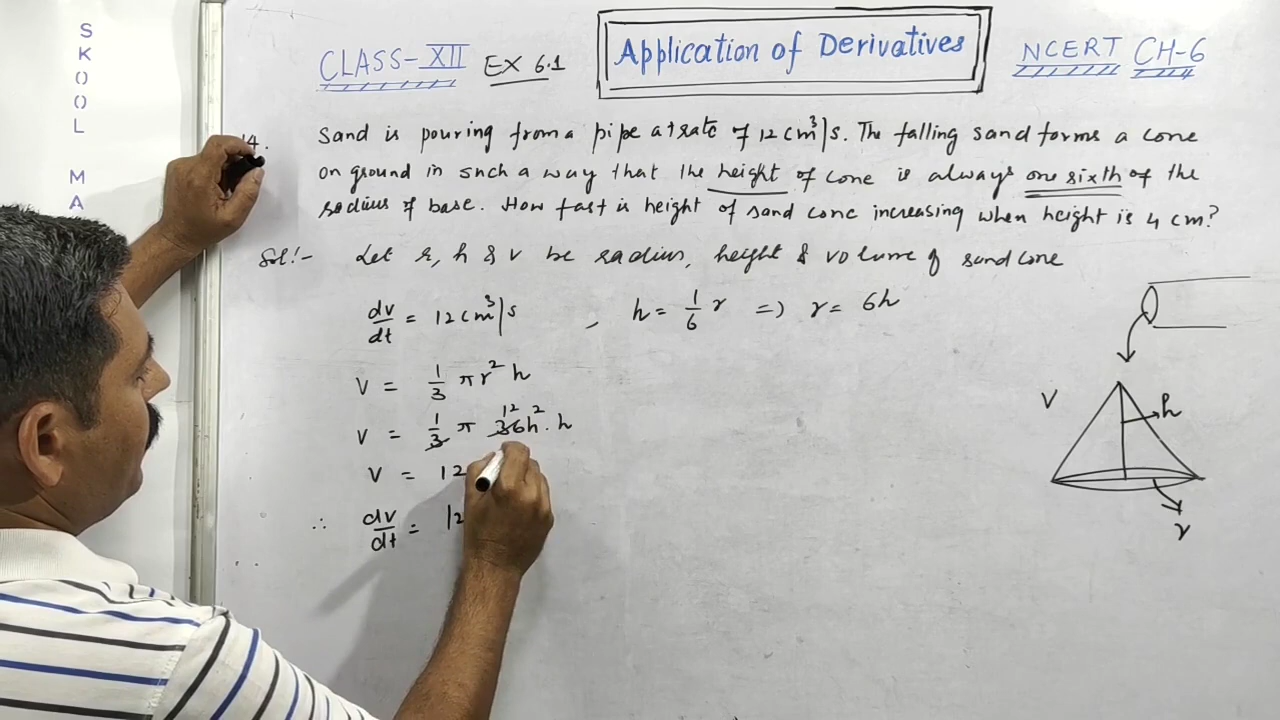 SKOOL MA
CLASS-XII EX 6.1
Application of Derivatives
NCERT CH-6
14. Sand is pouring from a pipe at rate of 12 cm³/s. The falling sand forms a cone
on ground in such a way that the height of cone is always one sixth of the
radius of base. How fast is height of sand cone increasing when height is 4 cm?
Sol:- Let r, h & v be radius, height & volume of sand cone
dv/dt = 12 cm³/s , h = 1/6 r => r = 6h
V = 1/3 πr² h
V = 1/3 π 36h². h
12
V = 12
∴ dv/dt = 12
V
h
r